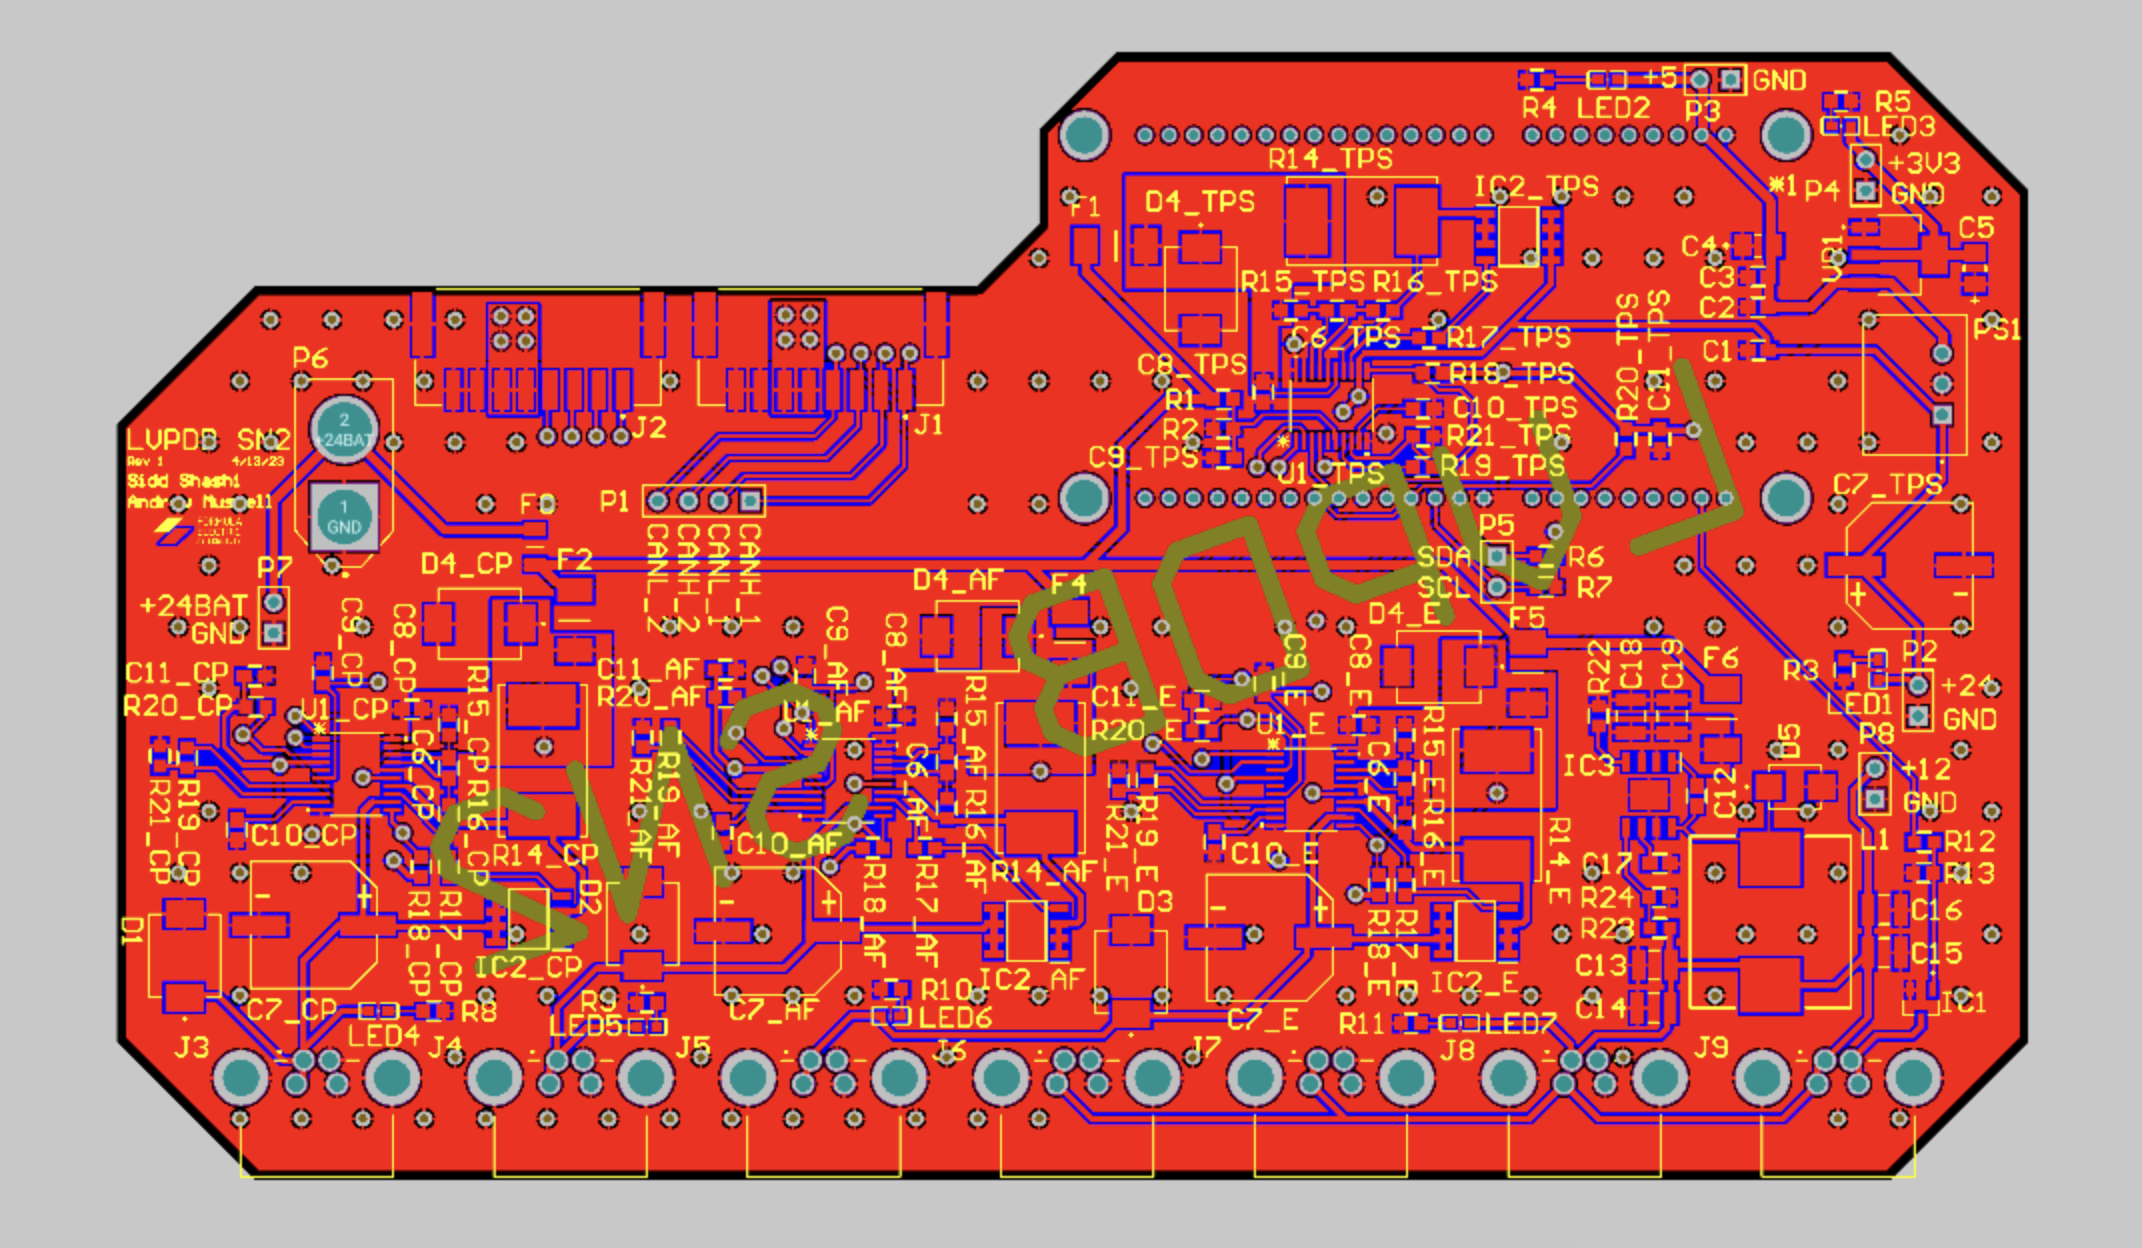 R4 LED2 +5 P3 GND
R5
LED3
+3V3
*1 P4 GND
R14_TPS
IC2_TPS
F1 D4_TPS
C4 C5
VR1
R15_TPS R16_TPS
C3
C2
C6_TPS R17_TPS
R20_TPS
C11_TPS
C1 PS1
C8_TPS R18_TPS
R1 C10_TPS
R2 R21_TPS
C9_TPS U1_TPS R19_TPS
C7_TPS
P6
2
+24BAT
1
GND
J2 J1
LVPDB SN2
Rev 1 4/13/23
Sidd Shashi
FORMULA
ELECTRIC
P1
CANL_2
CANH_2
CANL_1
CANH_1
P7
+24BAT
GND
D4_CP F2
D4_AF F4
P5
SDA R6
SCL R7
D4_E F5
C9_CP C8_CP
C9_AF C8_AF
C9_E C8_E
C11_CP
R20_CP U1_CP
C11_AF
R20_AF
C11_E
R20_E U1_E
R22 C18 C19 F6
R3 P2
LED1 +24
GND
P8
+12
GND
R21_CP R19_CP
C10_CP
C6_CP R15_CP R16_CP
R14_CP
R21_AF R19_AF
C10_AF
C6_AF R15_AF R16_AF
R14_AF
R21_E R19_E
C10_E
C6_E R15_E R16_E
R14_E
IC3 C12 D5
C17 L1 R12
R13
R24
R23 C16
C15
C13
C14 IC1
D1 D2 D3
R18_CP R17_CP
R18_AF R17_AF
R18_E R17_E
IC2_CP IC2_AF IC2_E
C7_CP R8 R9 C7_AF R10 C7_E R11
LED4 LED5 LED6 LED7
J3 J4 J5 J6 J7 J8 J9